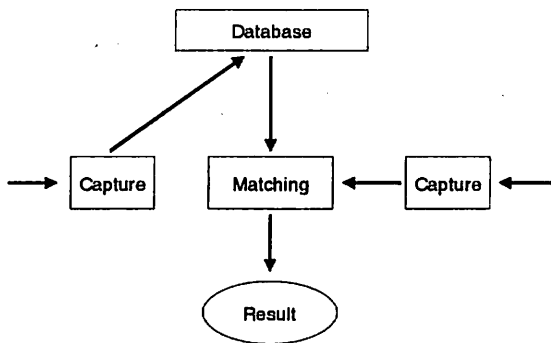 Database
Capture
Matching
Capture
Result